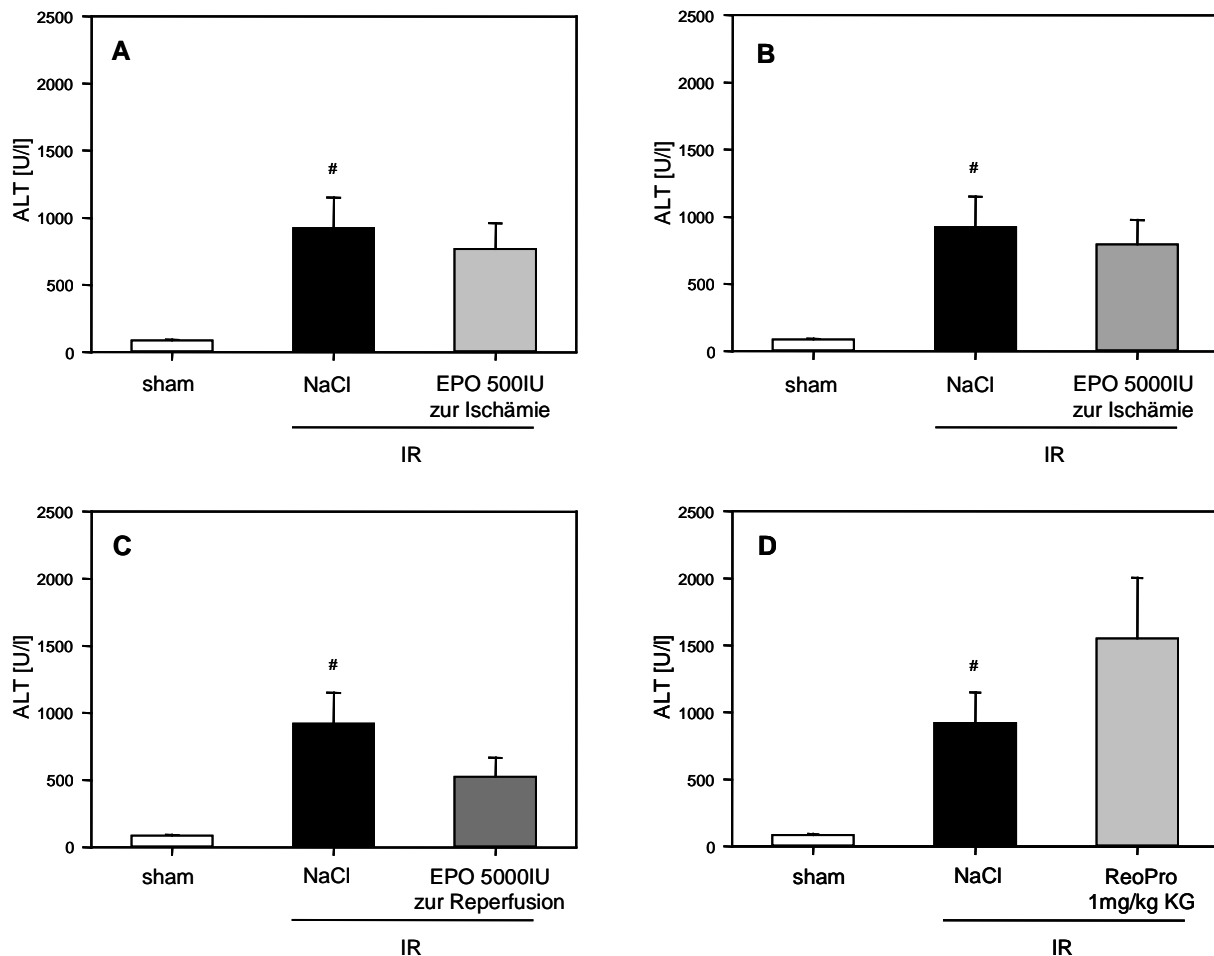 A
ALT [U/l]
2500
2000
1500
1000
500
0
#
sham
NaCl
EPO 500IU
zur Ischämie
IR
B
ALT [U/l]
2500
2000
1500
1000
500
0
#
sham
NaCl
EPO 5000IU
zur Ischämie
IR
C
ALT [U/l]
2500
2000
1500
1000
500
0
#
sham
NaCl
EPO 5000IU
zur Reperfusion
IR
D
ALT [U/l]
2500
2000
1500
1000
500
0
#
sham
NaCl
ReoPro
1mg/kg KG
IR